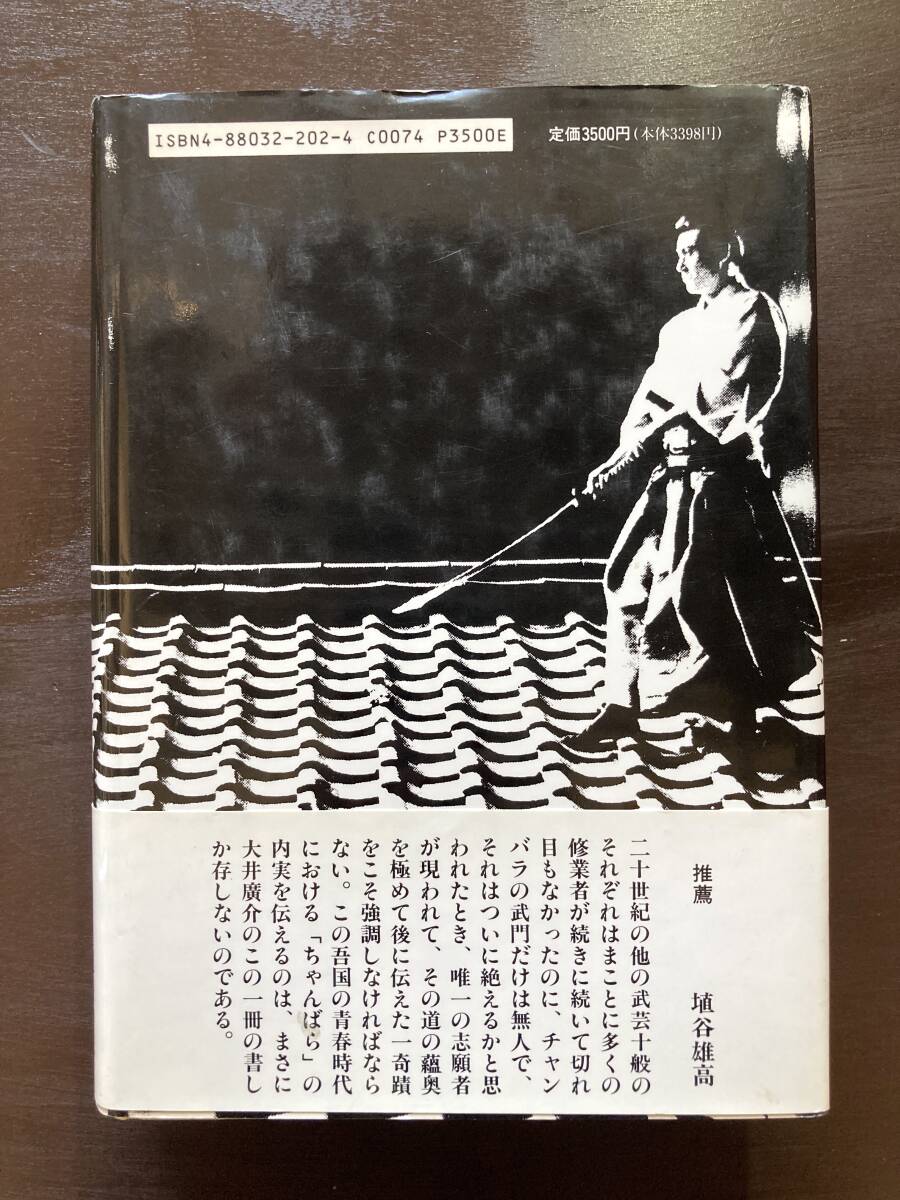 ISBN4-88032-202-4 C0074 P3500E
定価3500円(本体3398円)
推薦 埴谷雄高
二十世紀の他の武芸十般の
それぞれはまことに多くの
修業者が続きに続いて切れ
目もなかったのに、チャン
バラの武門だけは無人で、
それはついに絶えるかと思
われたとき、唯一の志願者
が現われて、その道の蘊奥
を極めて後に伝えた一奇蹟
をこそ強調しなければなら
ない。この吾国の青春時代
における「ちゃんばら」の
内実を伝えるのは、まさに
大井廣介のこの一冊の書し
か存しないのである。